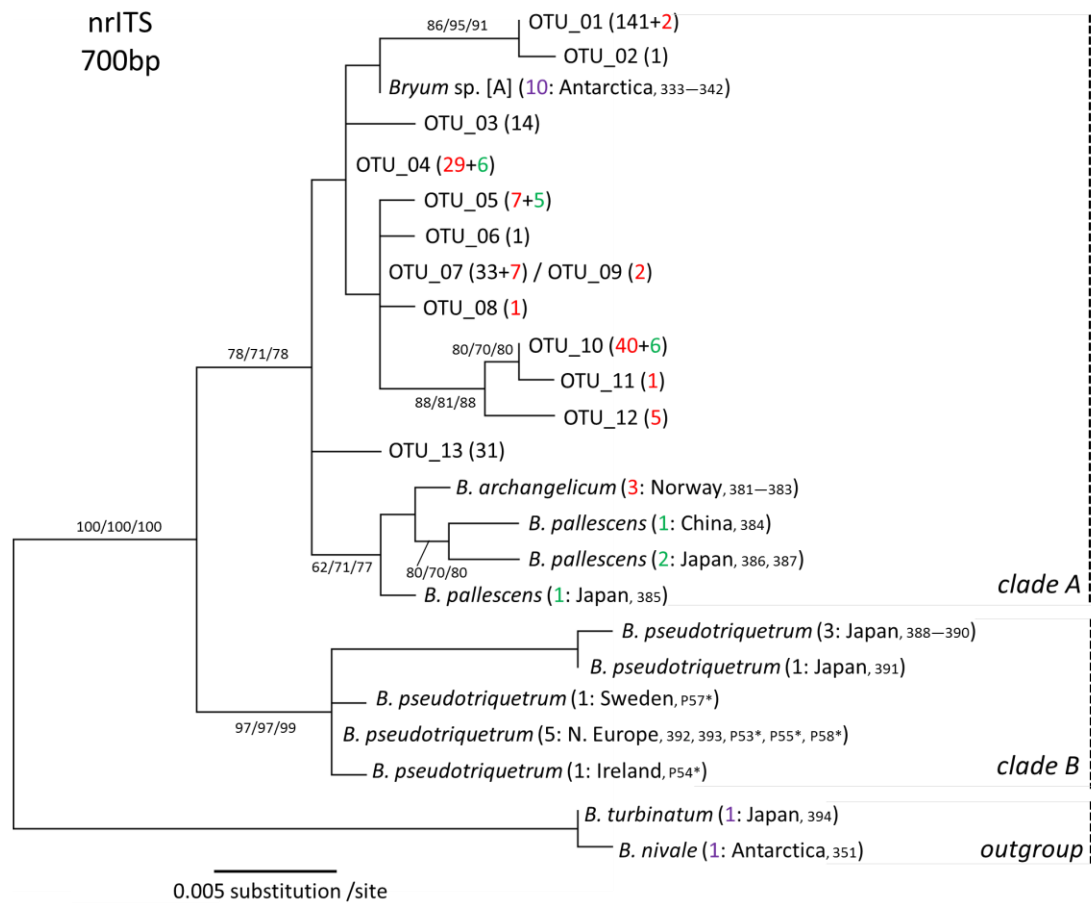 nrITS
700bp
86/95/91
OTU_01 (141+2)
OTU_02 (1)
Bryum sp. [A] (10: Antarctica, 333—342)
OTU_03 (14)
OTU_04 (29+6)
OTU_05 (7+5)
OTU_06 (1)
OTU_07 (33+7) / OTU_09 (2)
OTU_08 (1)
80/70/80
OTU_10 (40+6)
78/71/78
OTU_11 (1)
88/81/88
OTU_12 (5)
OTU_13 (31)
B. archangelicum (3: Norway, 381—383)
B. pallescens (1: China, 384)
100/100/100
B. pallescens (2: Japan, 386, 387)
62/71/77
80/70/80
clade A
B. pallescens (1: Japan, 385)
B. pseudotriquetrum (3: Japan, 388—390)
B. pseudotriquetrum (1: Japan, 391)
B. pseudotriquetrum (1: Sweden, P57*)
97/97/99
B. pseudotriquetrum (5: N. Europe, 392, 393, P53*, P55*, P58*)
clade B
B. pseudotriquetrum (1: Ireland, P54*)
B. turbinatum (1: Japan, 394)
B. nivale (1: Antarctica, 351)
outgroup
0.005 substitution /site